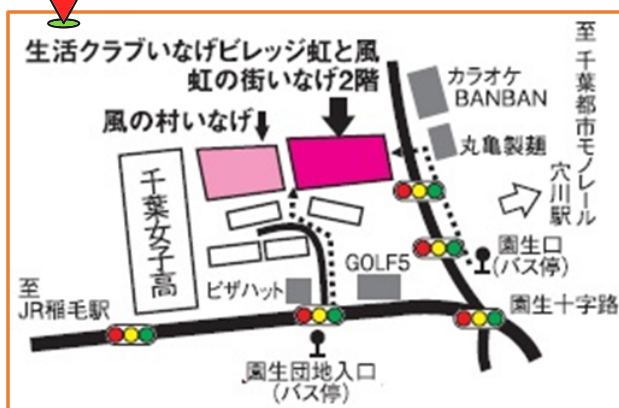 生活クラブいなげビレッジ虹と風
虹の街いなげ2階
風の村いなげ
千葉女子高
カラオケ
BANBAN
丸亀製麺
至 千葉都市モノレール
穴川駅
園生口
(バス停)
GOLF5
ピザハット
園生十字路
至
JR稲毛駅
園生団地入口
(バス停)